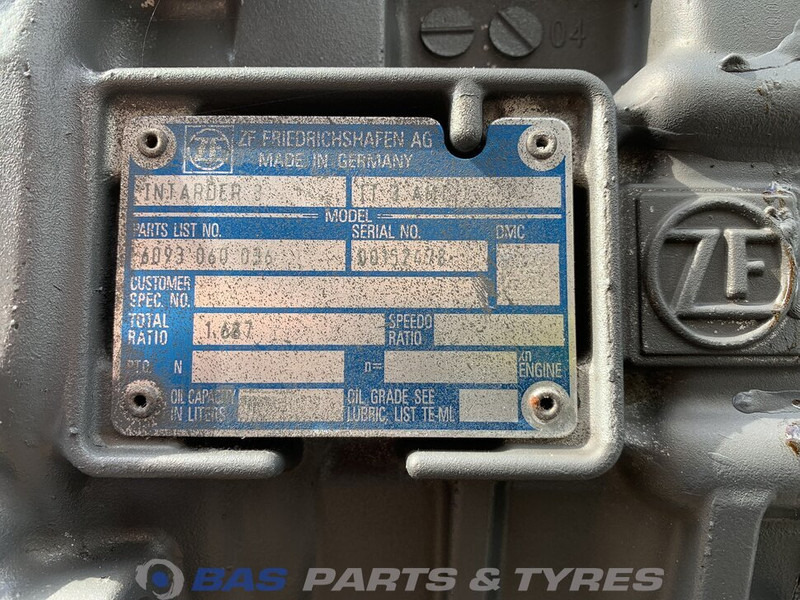 04
ZF FRIEDRICHSHAFEN AG
MADE IN GERMANY
INTARDER 3
MODEL
PARTS LIST NO. SERIAL NO. DMC
6093 060 036
CUSTOMER
SPEC. NO.
TOTAL
RATIO
SPEEDO
RATIO
PTO: N n= xn
ENGINE
OIL CAPACITY
IN LITERS
OIL GRADE SEE
LUBRIC, LIST TE-ML
ZF
BAS PARTS & TYRES